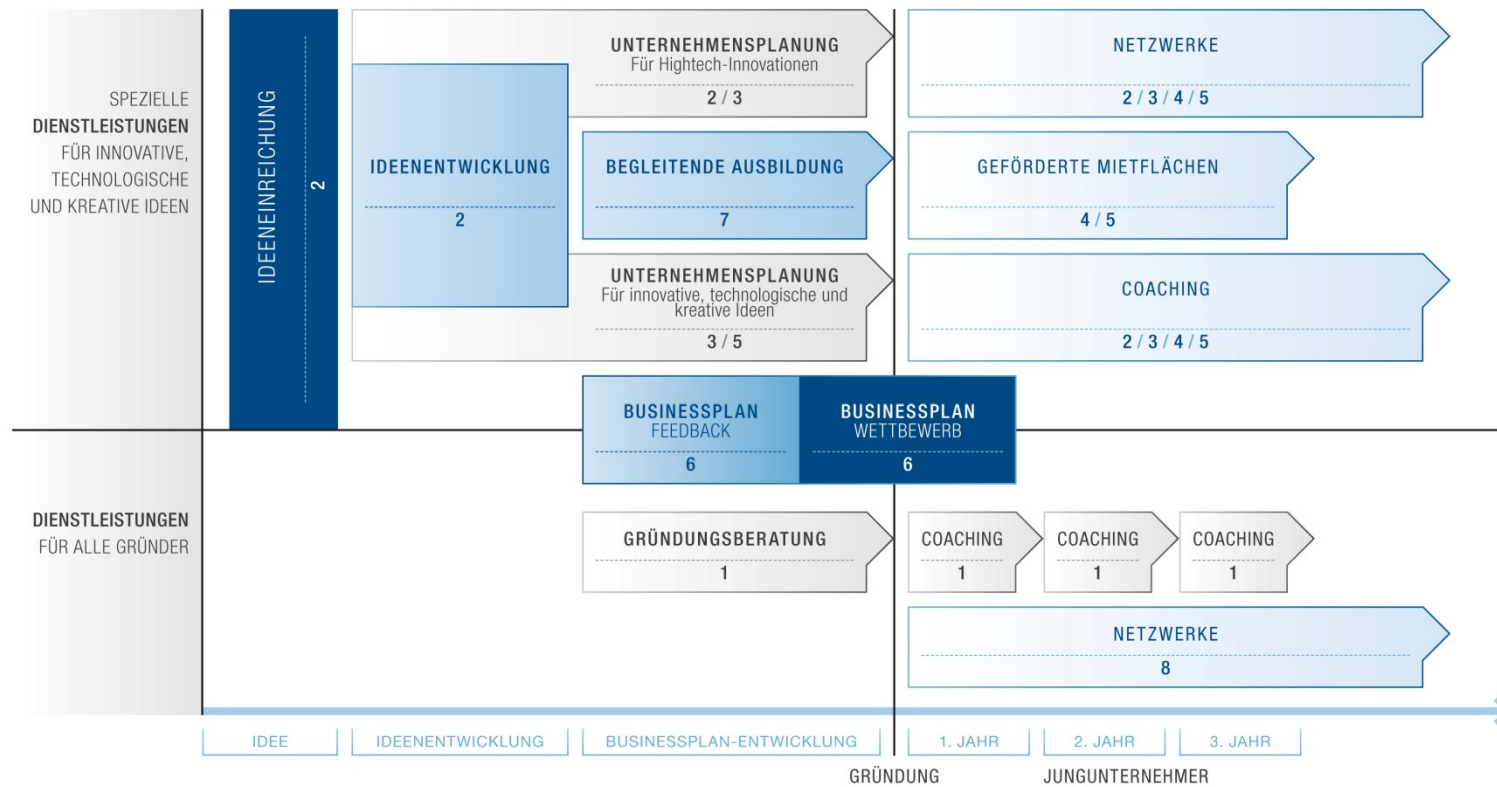 SPEZIELLE
DIENSTLEISTUNGEN
FÜR INNOVATIVE,
TECHNOLOGISCHE
UND KREATIVE IDEEN
IDEENEINREICHUNG
2
IDEENENTWICKLUNG
2
UNTERNEHMENSPLANUNG
Für Hightech-Innovationen
2 / 3
BEGLEITENDE AUSBILDUNG
7
UNTERNEHMENSPLANUNG
Für innovative, technologische und
kreative Ideen
3 / 5
NETZWERKE
2 / 3 / 4 / 5
GEFÖRDERTE MIETFLÄCHEN
4 / 5
COACHING
2 / 3 / 4 / 5
BUSINESSPLAN
FEEDBACK
6
BUSINESSPLAN
WETTBEWERB
6
DIENSTLEISTUNGEN
FÜR ALLE GRÜNDER
GRÜNDUNGSBERATUNG
1
COACHING
1
COACHING
1
COACHING
1
NETZWERKE
8
IDEE
IDEENENTWICKLUNG
BUSINESSPLAN-ENTWICKLUNG
1. JAHR
2. JAHR
3. JAHR
GRÜNDUNG
JUNGUNTERNEHMER